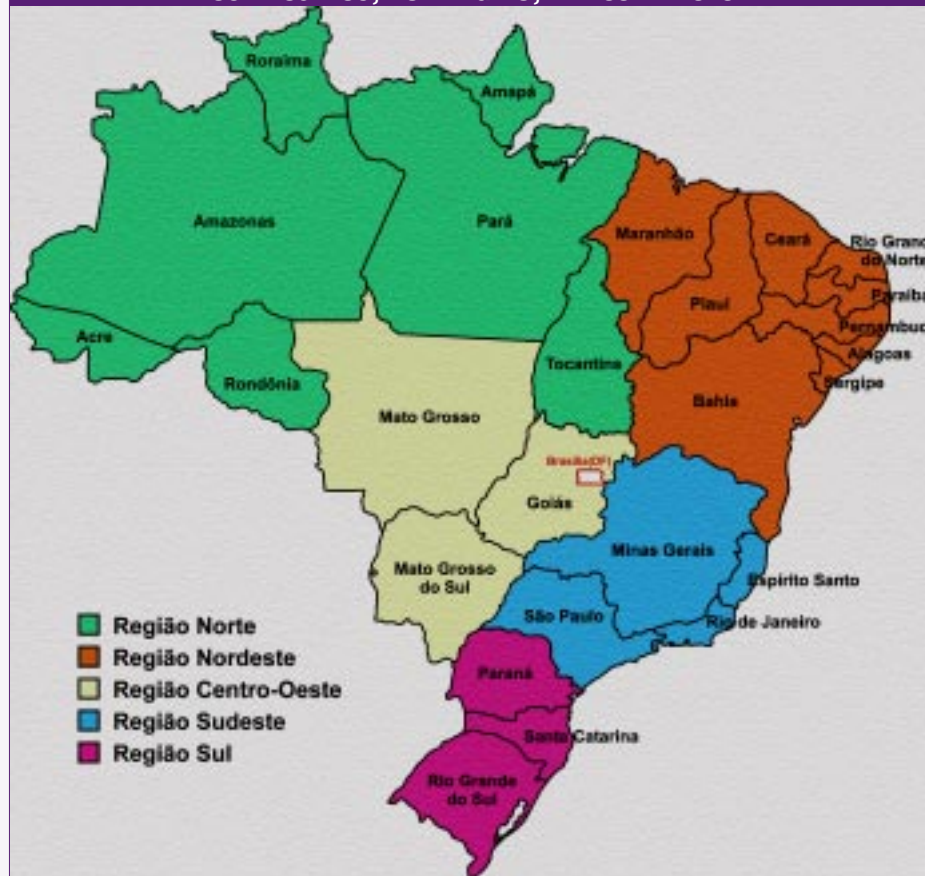 Roraima
Amapá
Amazonas
Pará
Maranhão
Ceará
Rio Grand
do Norte
Paraíba
Piauí
Pernambuc
Acre
Alagoas
Rondônia
Tocantins
Sergipe
Mato Grosso
Bahia
Brasília(DF)
Goiás
Minas Gerais
Mato Grosso
do Sul
Espírito Santo
São Paulo
Rio de Janeiro
Paraná
Santa Catarina
Rio Grande
do Sul
Região Norte
Região Nordeste
Região Centro-Oeste
Região Sudeste
Região Sul